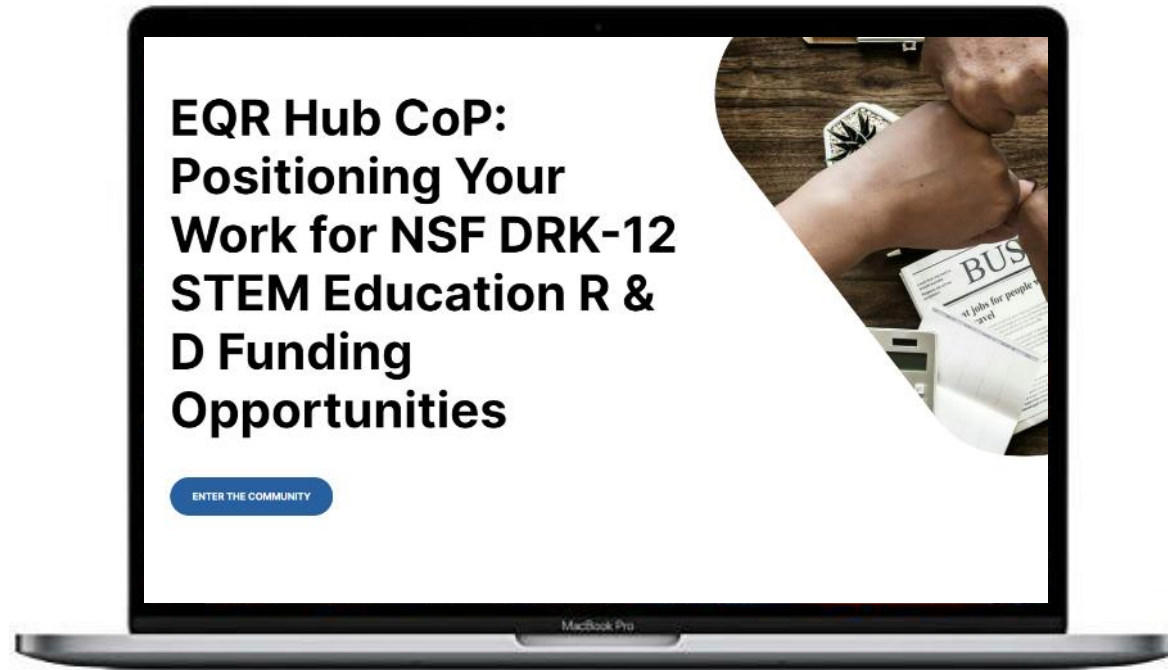 EQR Hub CoP:
Positioning Your
Work for NSF DRK-12
STEM Education R &
D Funding
Opportunities
ENTER THE COMMUNITY
BUS
jobs for people
MacBook Pro